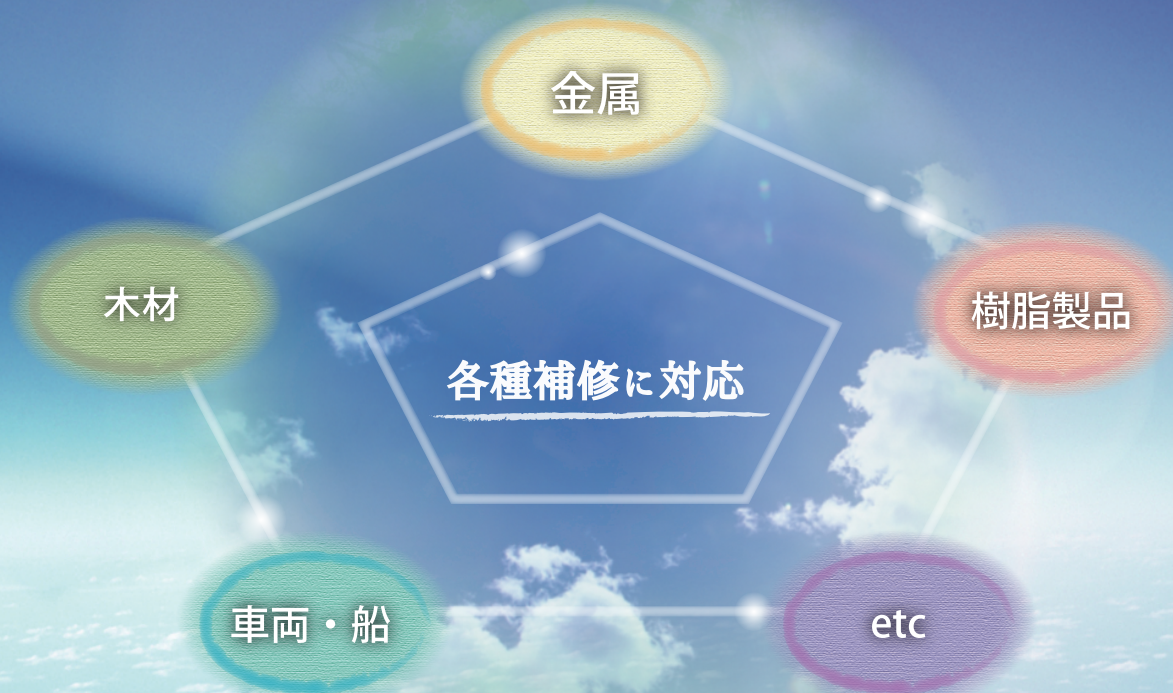 金属
木材
樹脂製品
各種補修に対応
車両・船
etc